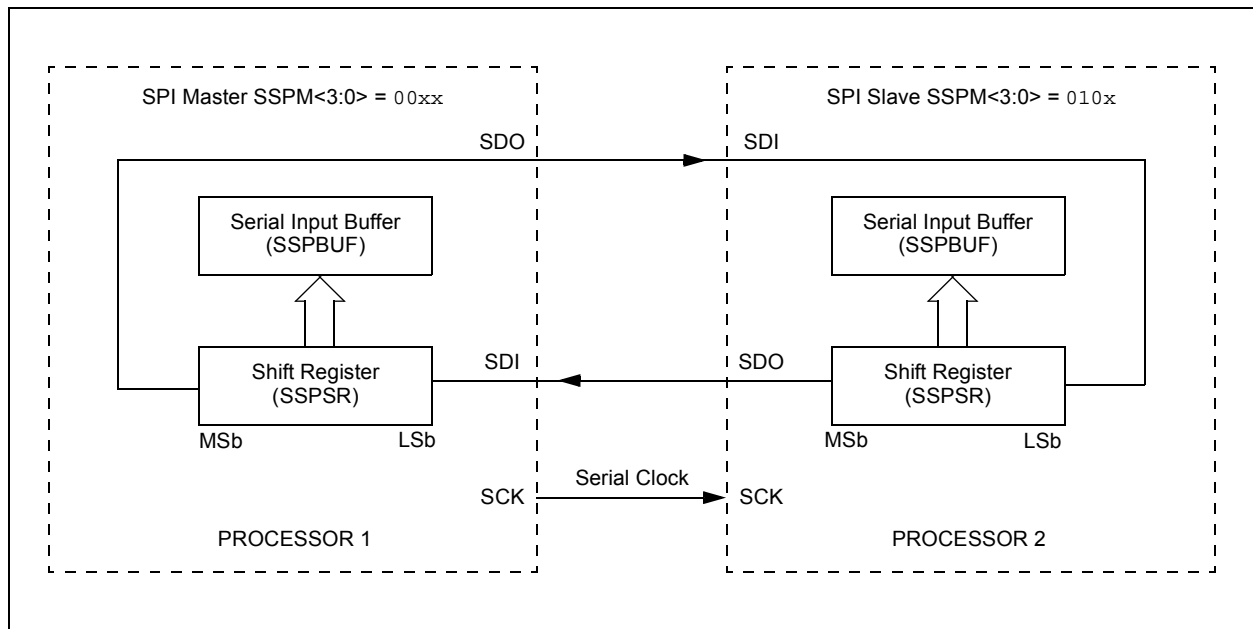 SPI Master SSPM<3:0> = 00xx
SPI Slave SSPM<3:0> = 010x
SDO
SDI
Serial Input Buffer
(SSPBUF)
Serial Input Buffer
(SSPBUF)
SDI
SDO
Shift Register
(SSPSR)
Shift Register
(SSPSR)
MSb
LSb
MSb
LSb
Serial Clock
SCK
SCK
PROCESSOR 1
PROCESSOR 2